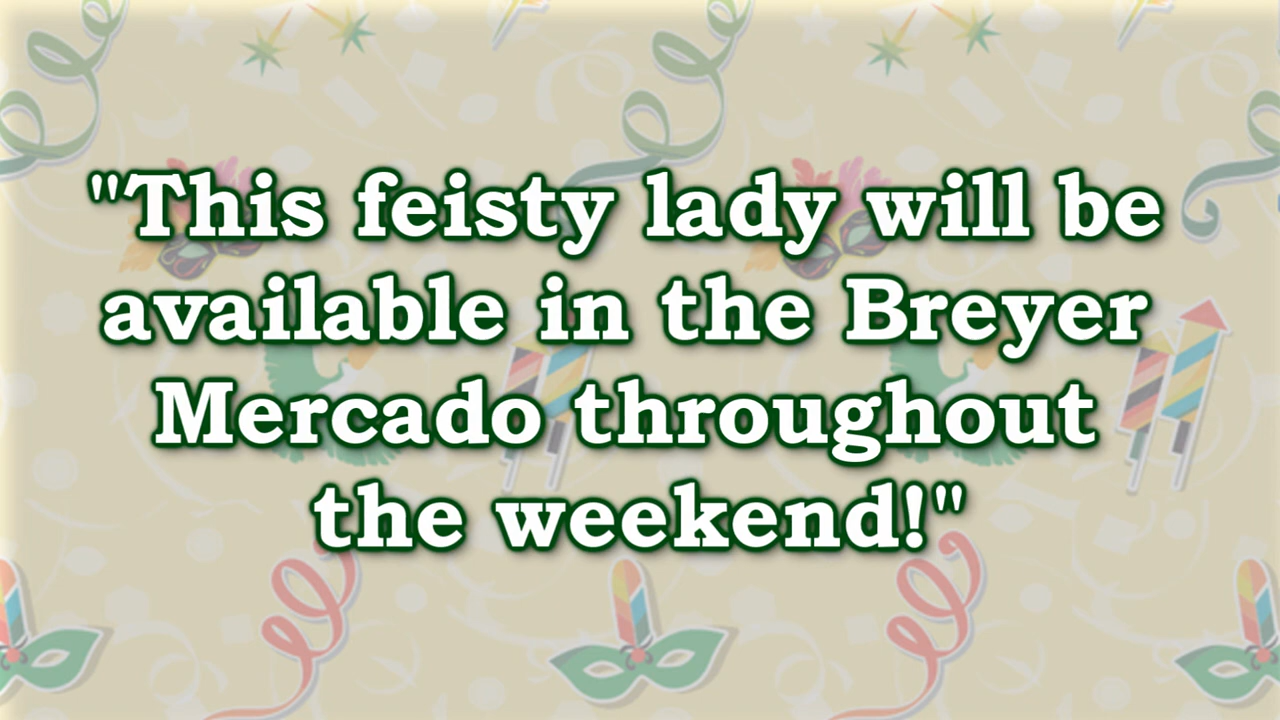 "This feisty lady will be
available in the Breyer
Mercado throughout
the weekend!"